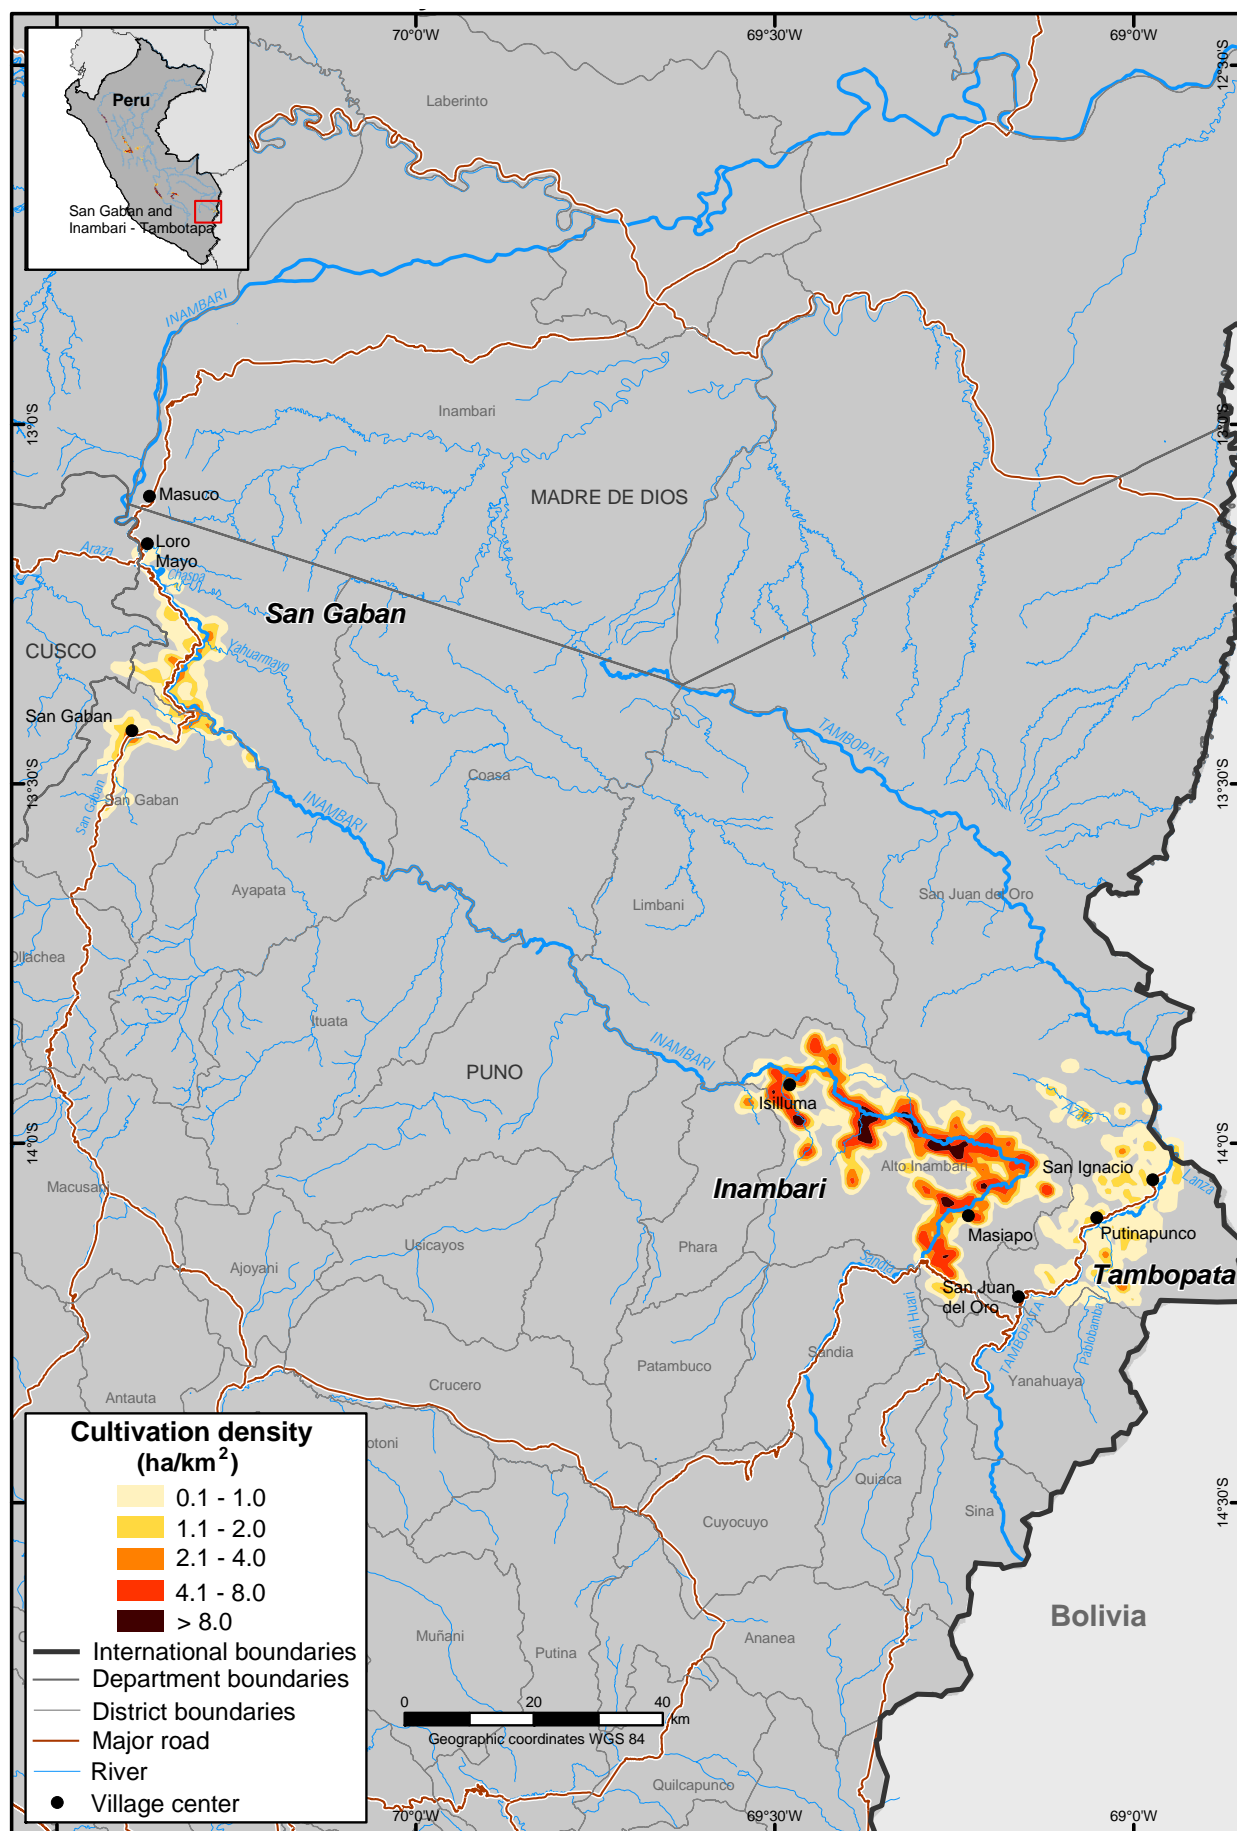 70°0'W
69°30'W
69°0'W
12°30'S
Peru
San Gaban and
Inambari - Tambotapa
Laberinto
INAMBARI
Inambari
13°0'S
13°0'S
Masuco
MADRE DE DIOS
Loro
Mayo
Araza
Chaspa
San Gaban
Yahuarmayo
CUSCO
San Gaban
TAMBOPATA
Coasa
13°30'S
13°30'S
San Gaban
San Gaban
INAMBARI
Ayapata
Limbani
San Juan del Oro
Ollachea
Ituata
INAMBARI
PUNO
Isilluma
Azata
14°0'S
14°0'S
Alto Inambari
San Ignacio
Lanza
Macusani
Inambari
Masiapo
Putinapunco
Usicayos
Phara
Ajoyani
Sandia
Tambopata
San Juan
del Oro
Huari Huari
TAMBOPATA
Pablobamba
Sandia
Patambuco
Yanahuaya
Antauta
Crucero
Cultivation density
(ha/km²)
0.1 - 1.0
1.1 - 2.0
2.1 - 4.0
4.1 - 8.0
> 8.0
International boundaries
Department boundaries
District boundaries
Major road
River
Village center
otoni
Quiaca
Sina
14°30'S
Cuyocuyo
Bolivia
Muñani
Putina
Ananea
0
20
40
km
Geographic coordinates WGS 84
Quilcapunco
70°0'W
69°30'W
69°0'W